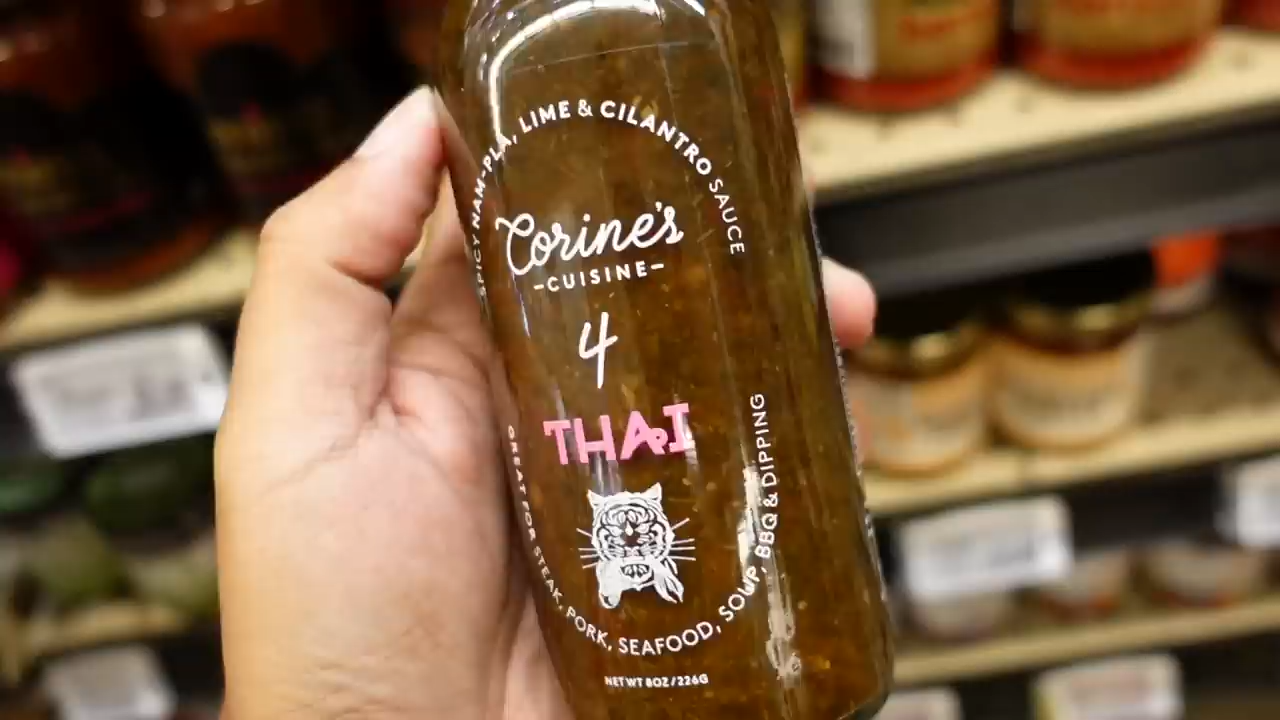 SPICY NAM-PLA, LIME & CILANTRO SAUCE
Corine's
-CUISINE-
4
THAI
GREAT FOR STEAK, PORK, SEAFOOD, SOUP, BBQ & DIPPING
NET WT 8OZ/226G